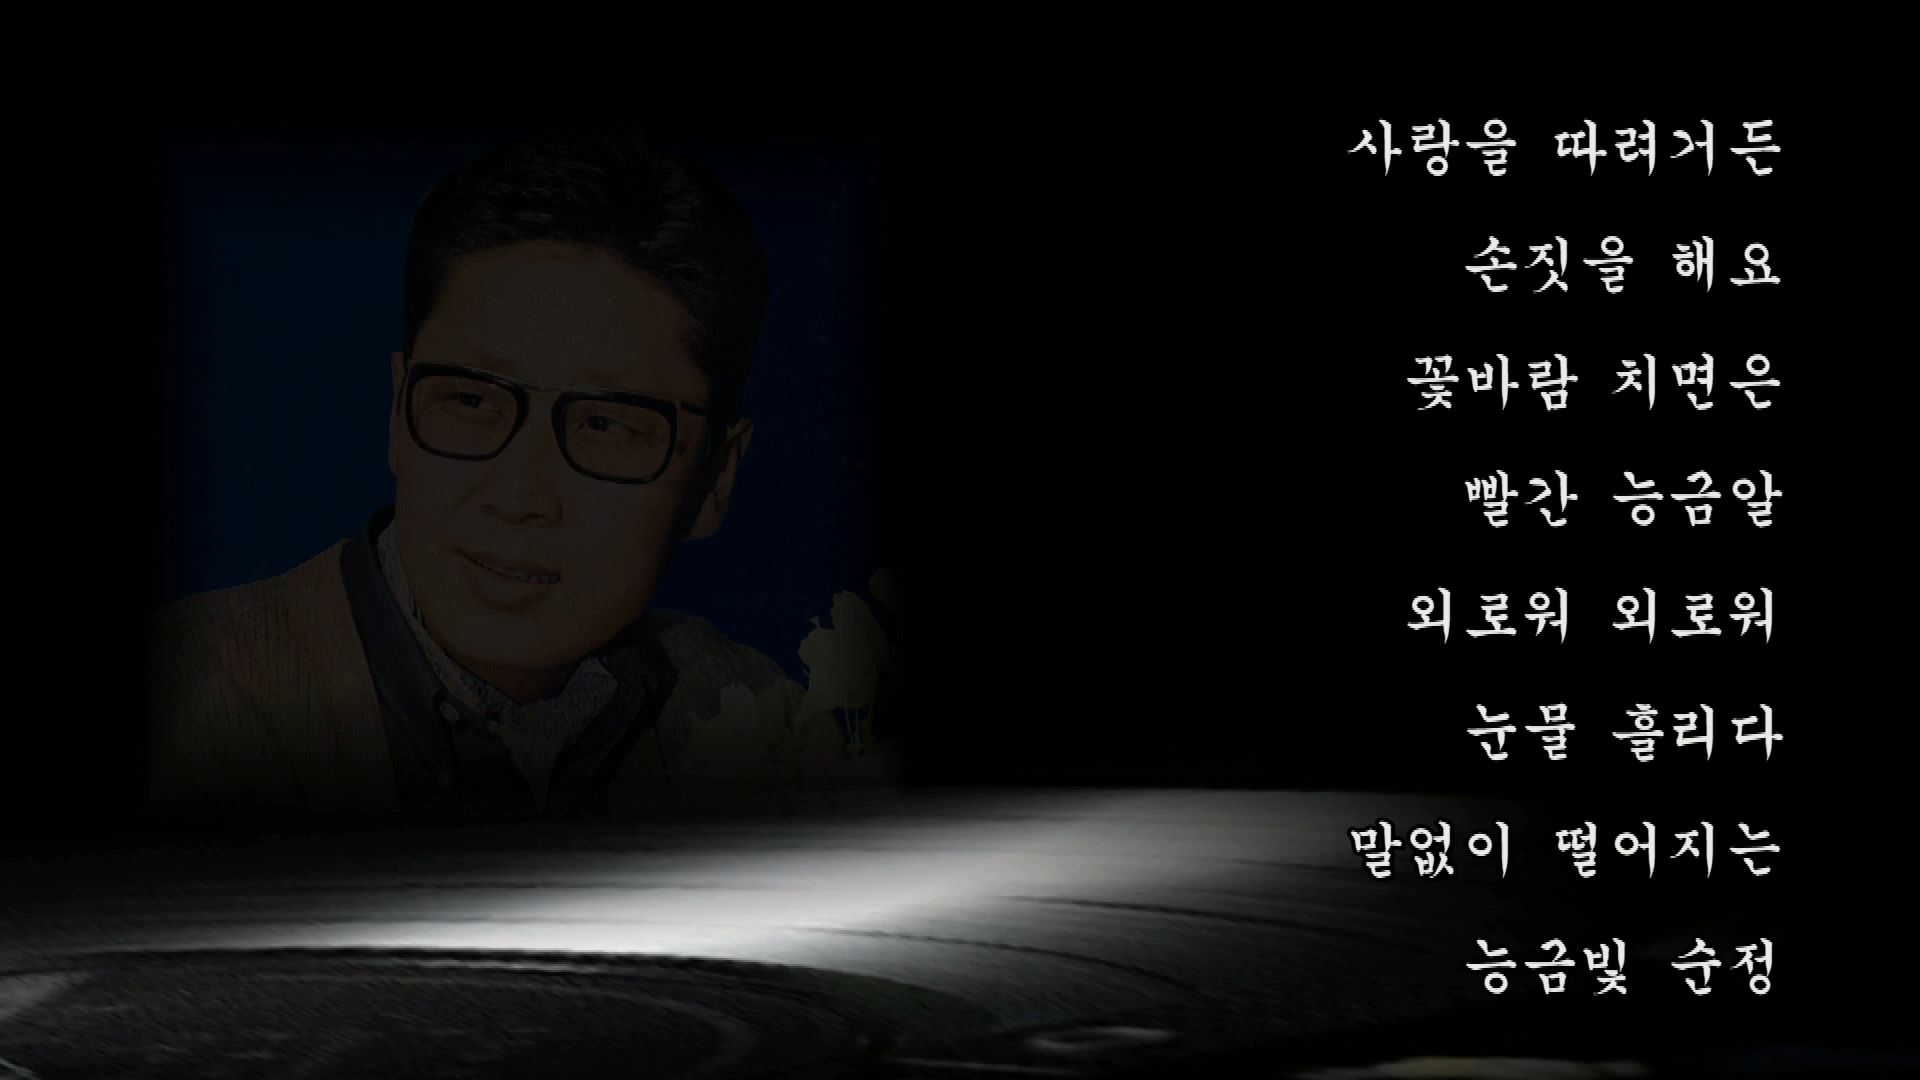 사랑을 따려거든
손짓을 해요
꽃바람 치면은
빨간 능금알
외로워 외로워
눈물 흘리다
말없이 떨어지는
능금빛 순정